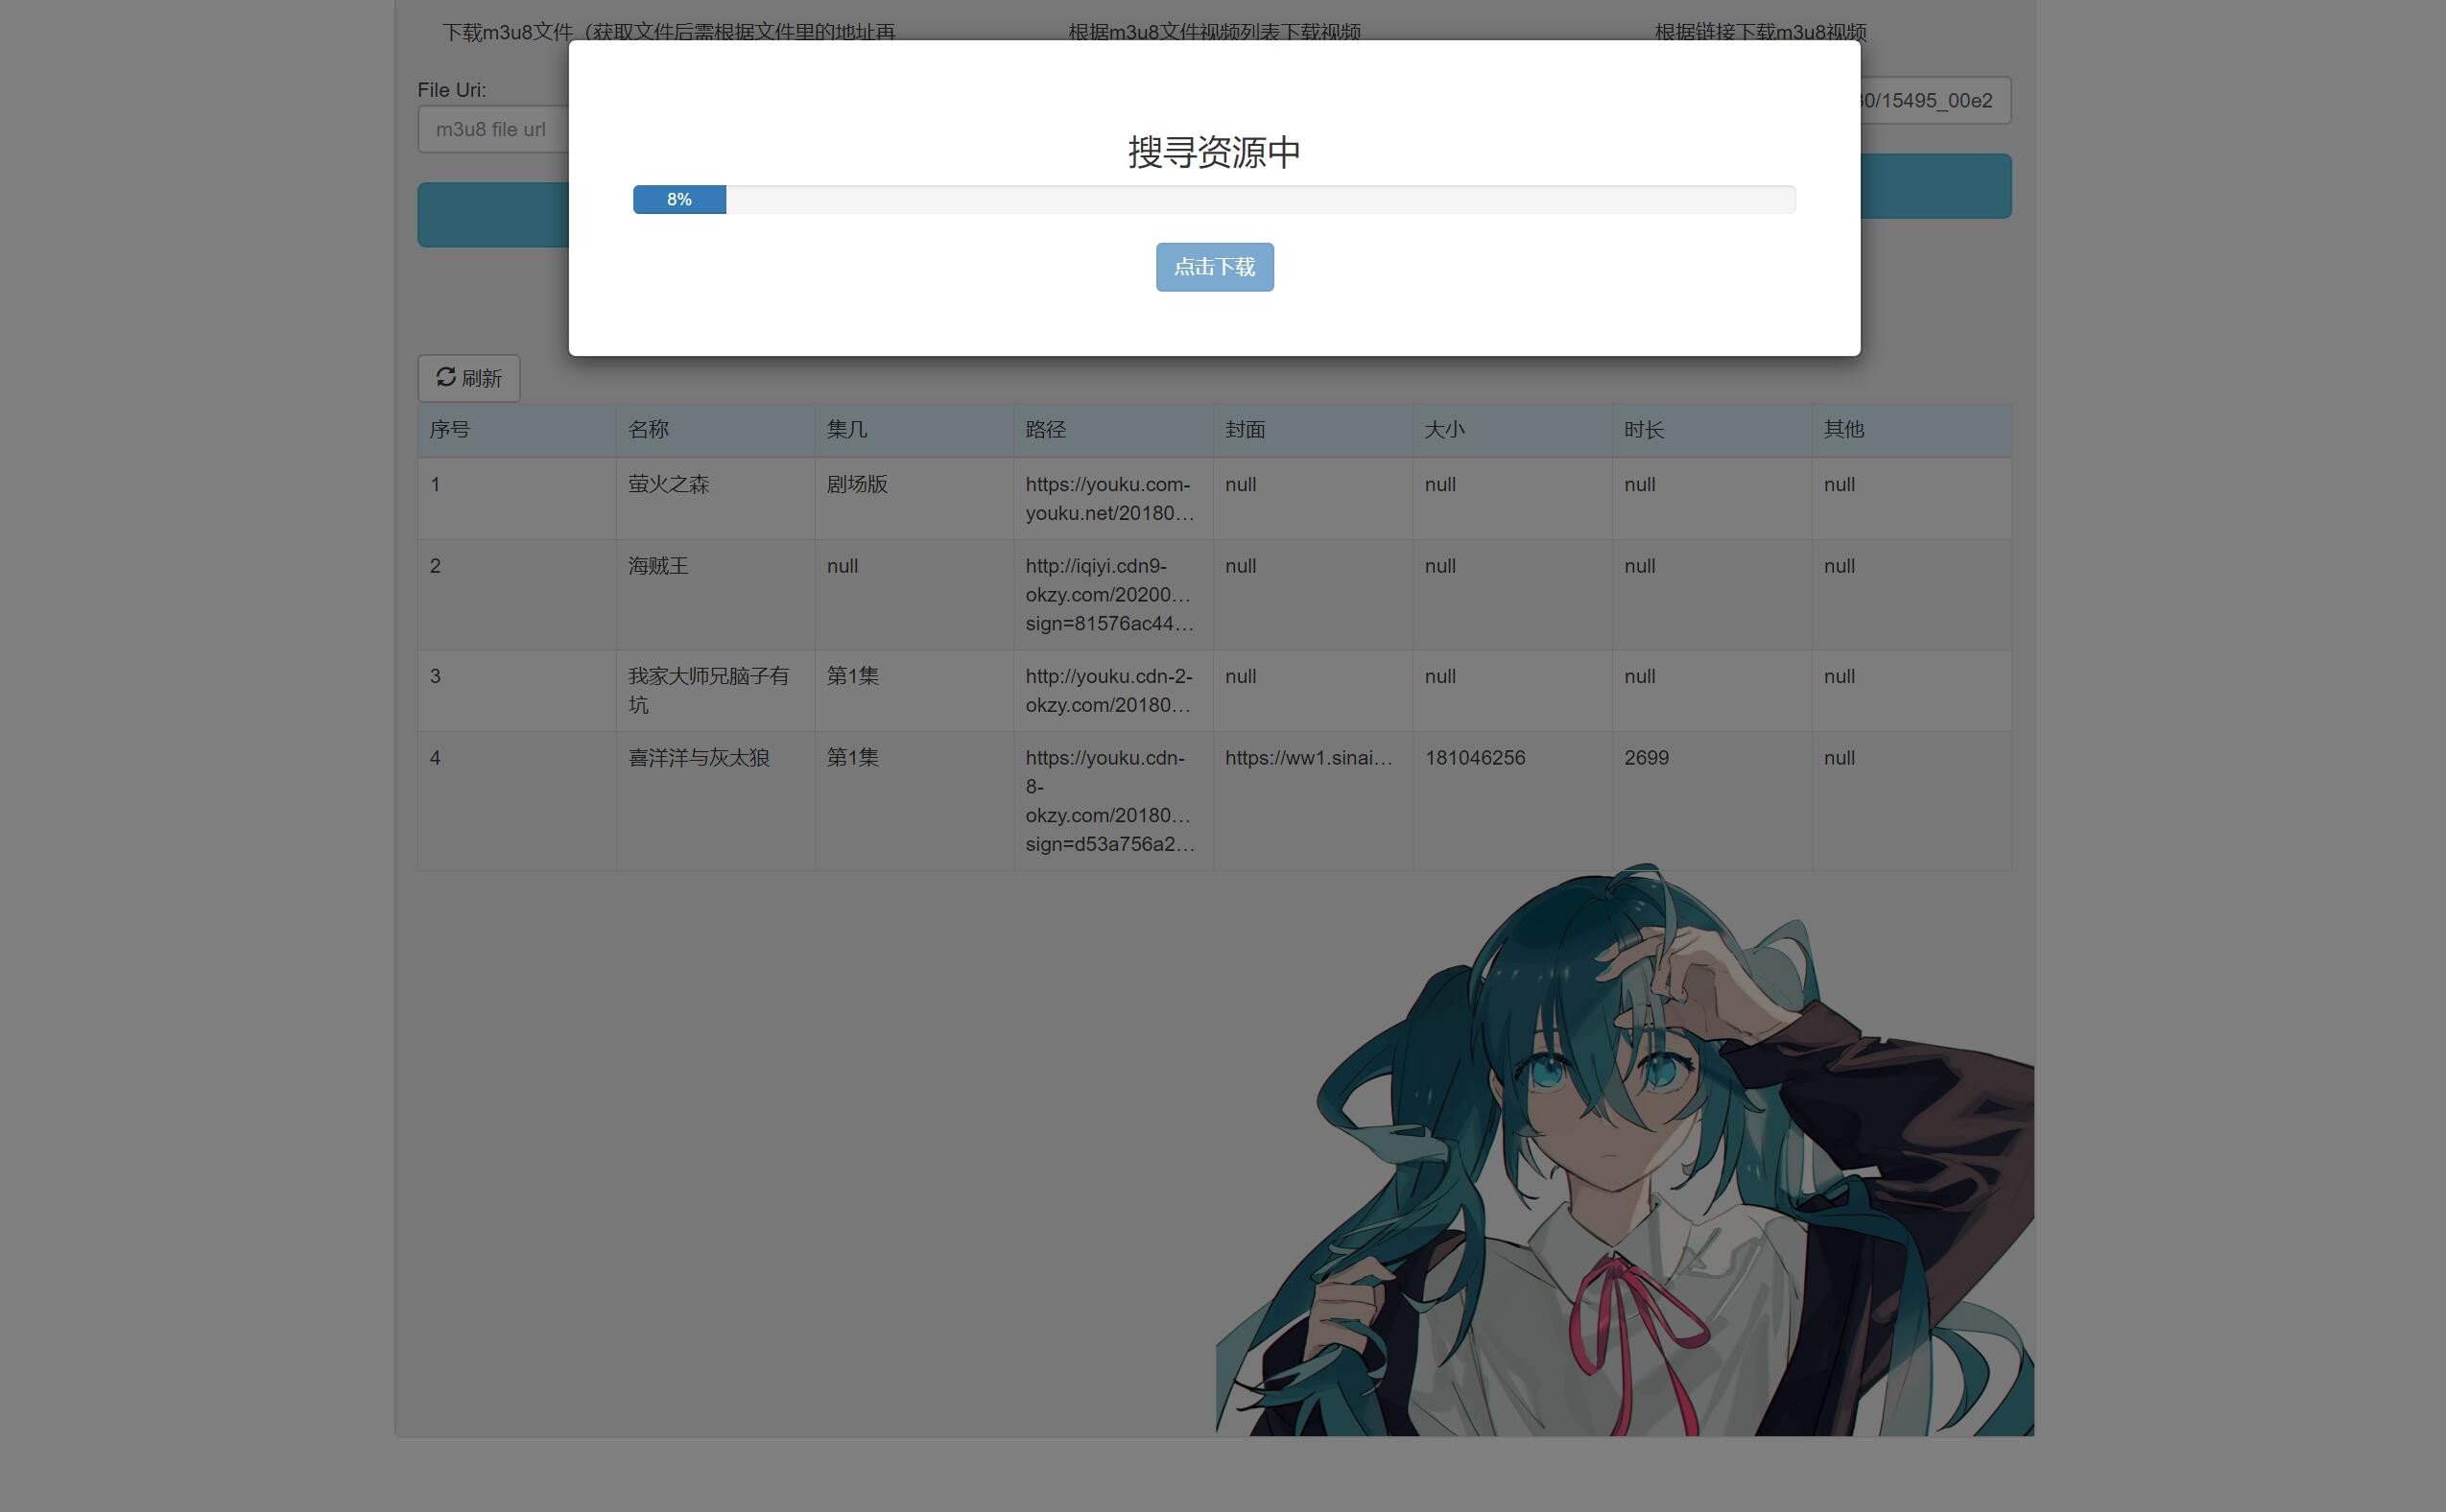 下载m3u8文件（获取文件后需根据文件里的地址再
根据m3u8文件视频列表下载视频
根据链接下载m3u8视频
File Uri:
m3u8 file url
30/15495_00e2
搜寻资源中
8%
点击下载
刷新
序号 名称 集几 路径 封面 大小 时长 其他
1 萤火之森 剧场版 https://youku.com- null null null null
youku.net/20180...
2 海贼王 null http://iqiyi.cdn9- null null null null
okzy.com/20200...
sign=81576ac44...
3 我家大师兄脑子有 第1集 http://youku.cdn-2- null null null null
坑 okzy.com/20180...
4 喜洋洋与灰太狼 第1集 https://youku.cdn- https://ww1.sinai... 181046256 2699 null
8-
okzy.com/20180...
sign=d53a756a2...